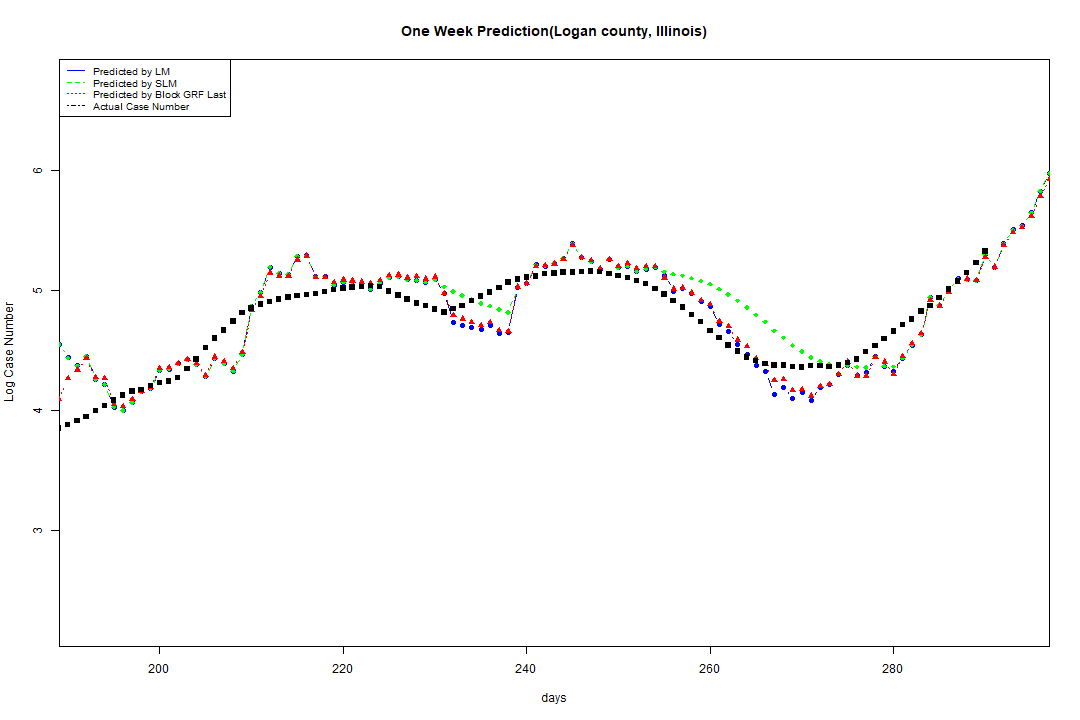 One Week Prediction(Logan county, Illinois)
Predicted by LM
Predicted by SLM
Predicted by Block GRF Last
Actual Case Number
6
5
4
3
Log Case Number
200 220 240 260 280
days